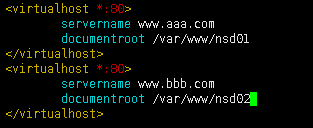 <virtualhost *:80>
servername www.aaa.com
documentroot /var/www/nsd01
</virtualhost>
<virtualhost *:80>
servername www.bbb.com
documentroot /var/www/nsd02
</virtualhost>